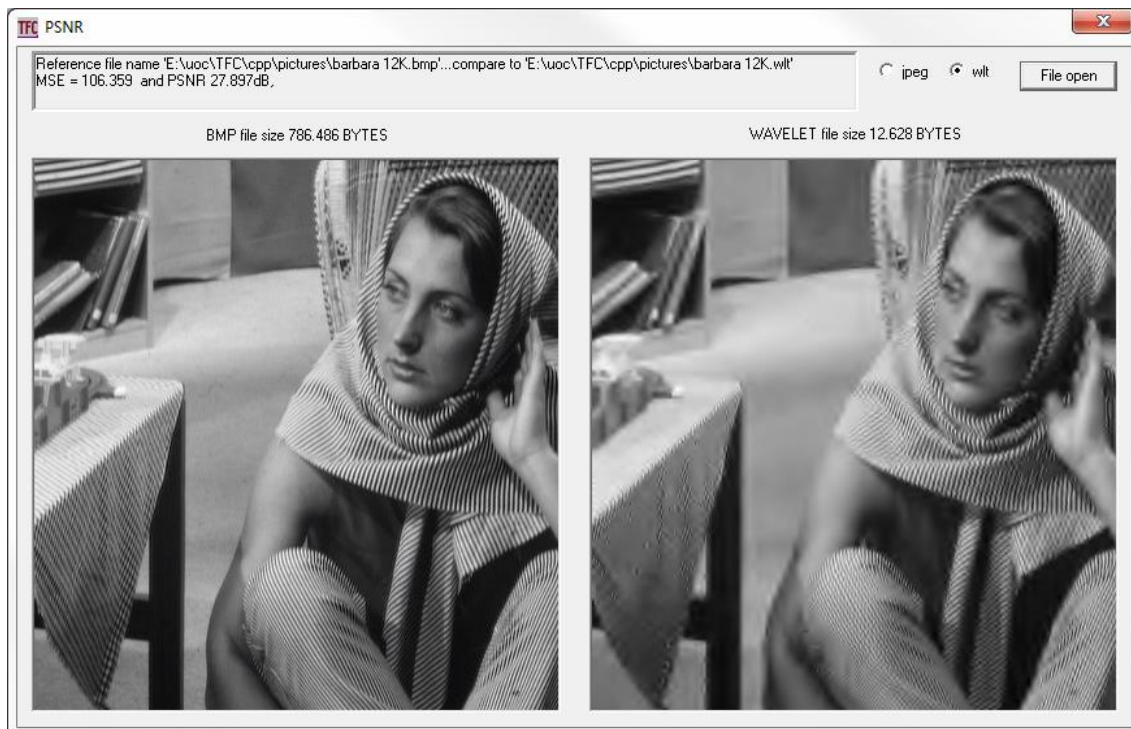 TFC PSNR
Reference file name 'E:\uoc\TFC\cpp\pictures\barbara 12K.bmp'...compare to 'E:\uoc\TFC\cpp\pictures\barbara 12K.wlt'
MSE = 106.359 and PSNR 27.897dB,
jpeg wlt File open
BMP file size 786.486 BYTES
WAVELET file size 12.628 BYTES